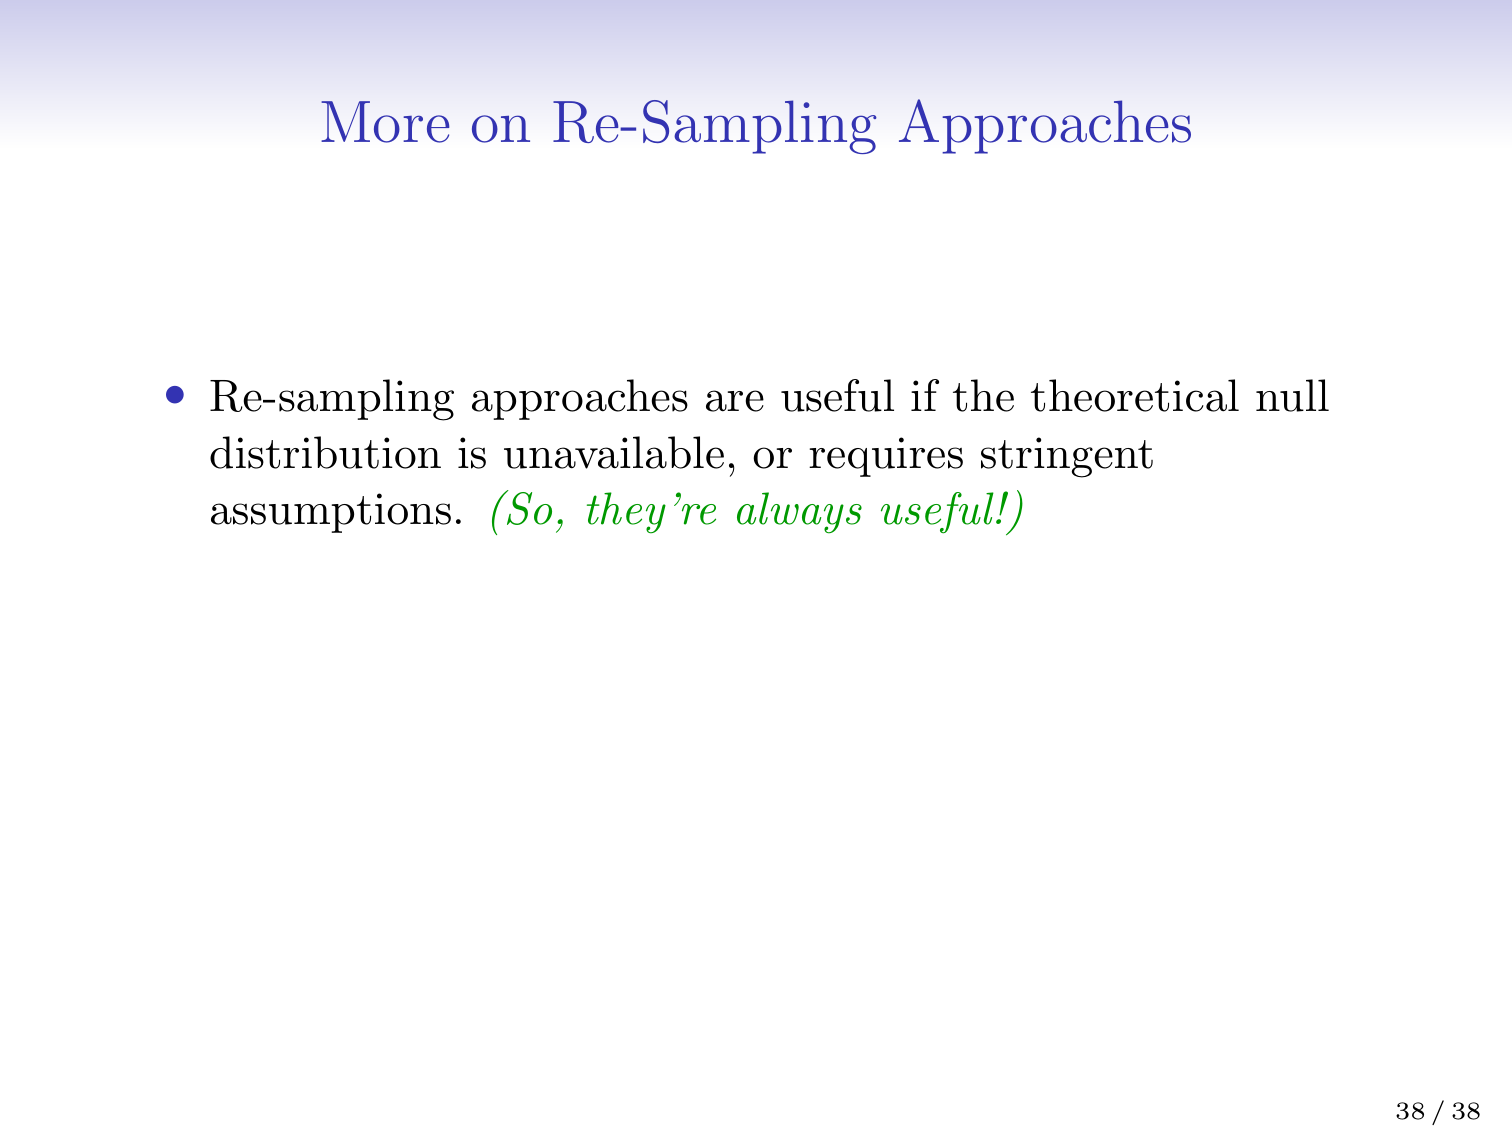 More on Re-Sampling Approaches
• Re-sampling approaches are useful if the theoretical null
distribution is unavailable, or requires stringent
assumptions. (So, they're always useful!)
38 / 38